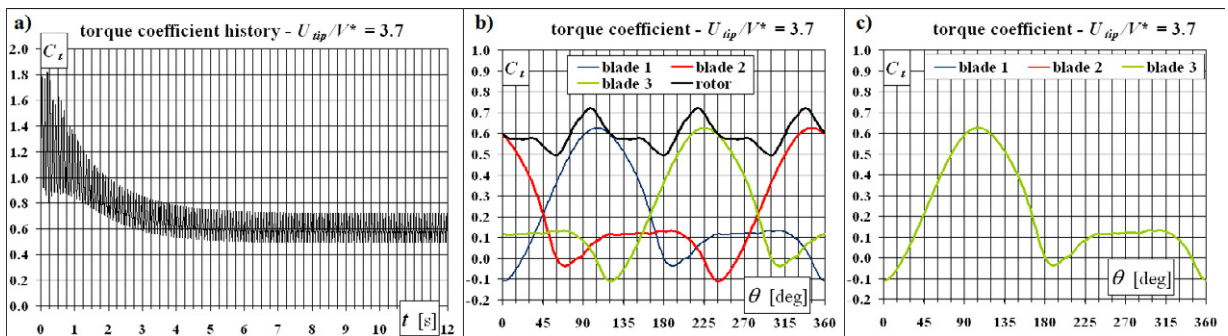 a)
torque coefficient history - U tip/V* = 3.7
C t
2.0
1.8
1.6
1.4
1.2
1.0
0.8
0.6
0.4
0.2
0.0
t [s]
0 1 2 3 4 5 6 7 8 9 10 11 12
b)
torque coefficient - U tip/V* = 3.7
C t
blade 1 blade 2
blade 3 rotor
1.0
0.9
0.8
0.7
0.6
0.5
0.4
0.3
0.2
0.1
0.0
-0.1
-0.2
θ [deg]
0 45 90 135 180 225 270 315 360
c)
torque coefficient - U tip/V* = 3.7
C t
blade 1 blade 2 blade 3
1.0
0.9
0.8
0.7
0.6
0.5
0.4
0.3
0.2
0.1
0.0
-0.1
-0.2
θ [deg]
0 45 90 135 180 225 270 315 360